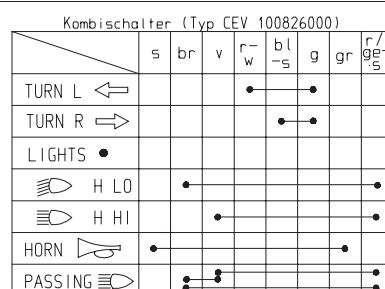 Kombischalter (Typ CEV 100826000)
s br v r-w bl-s g gr r/ge-s
TURN L
TURN R
LIGHTS
H LO
H HI
HORN
PASSING